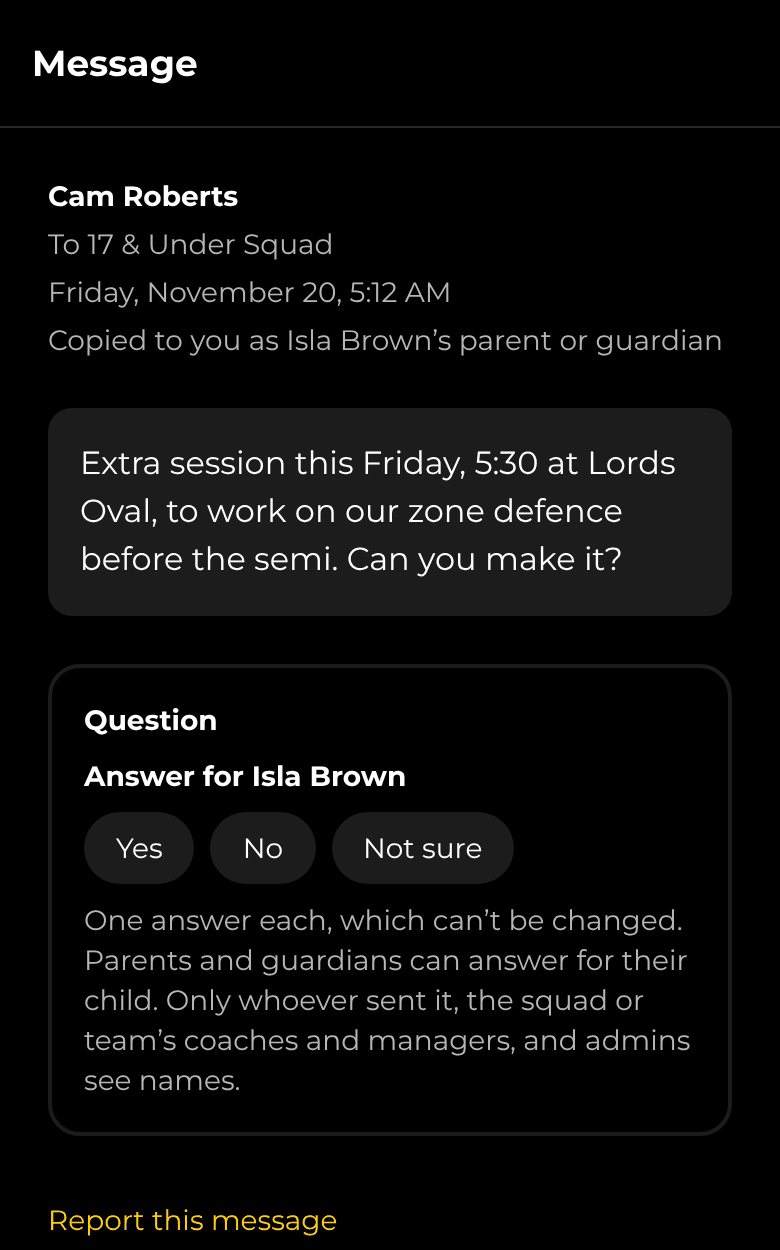 Message
Cam Roberts
To 17 & Under Squad
Friday, November 20, 5:12 AM
Copied to you as Isla Brown’s parent or guardian
Extra session this Friday, 5:30 at Lords
Oval, to work on our zone defence
before the semi. Can you make it?
Question
Answer for Isla Brown
Yes
No
Not sure
One answer each, which can’t be changed.
Parents and guardians can answer for their
child. Only whoever sent it, the squad or
team’s coaches and managers, and admins
see names.
Report this message